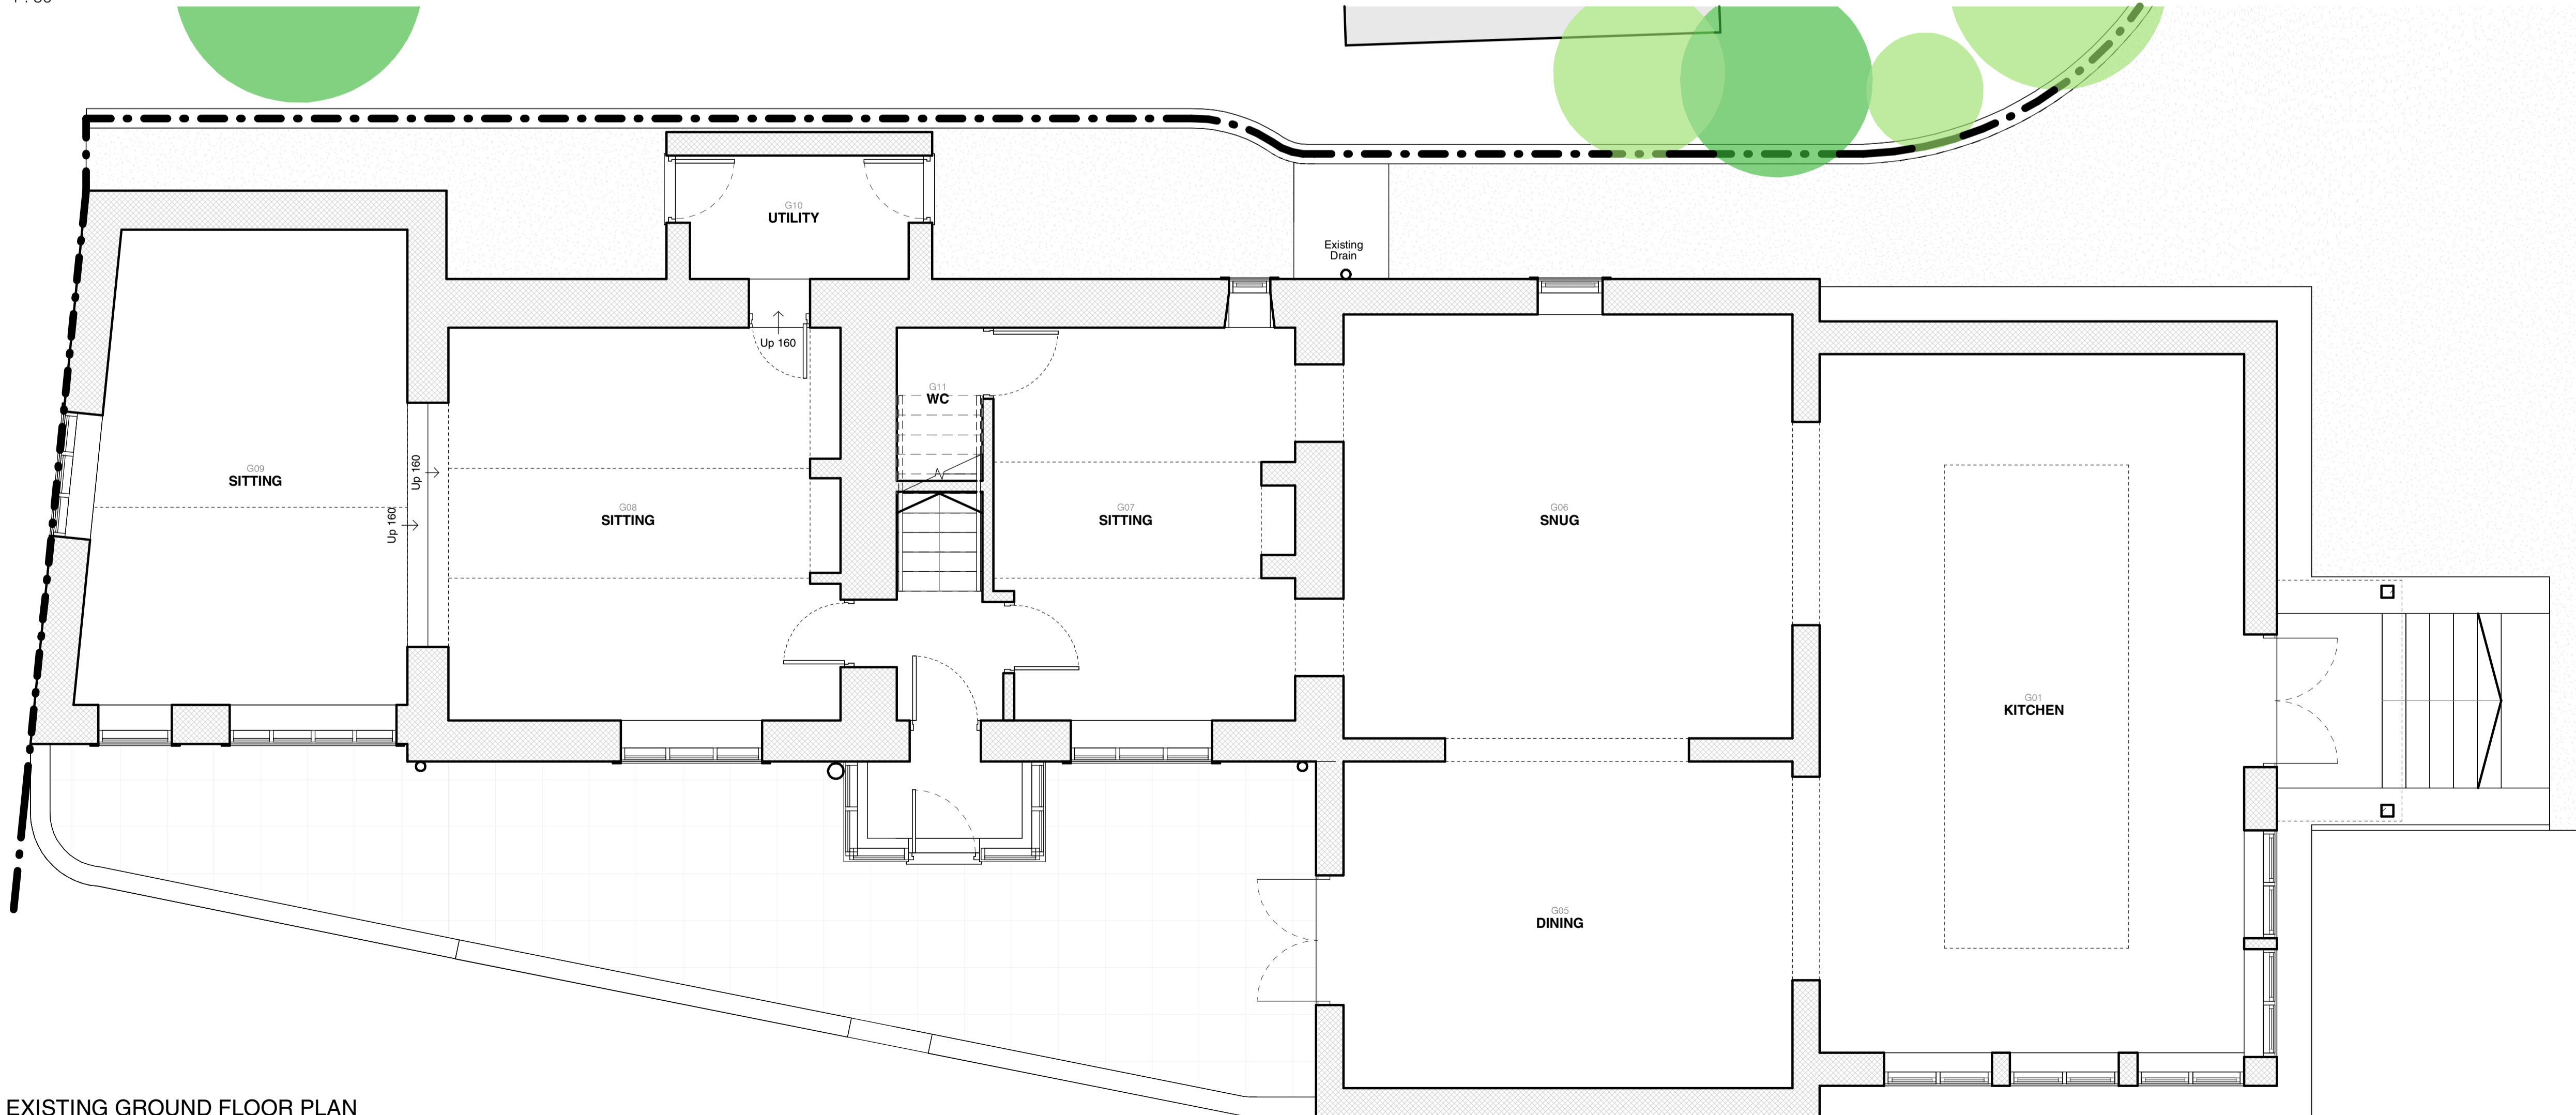 G10
UTILITY
Existing
Drain
Up 160
G11
WC
G09
SITTING
Up 160
Up 160
G08
SITTING
G07
SITTING
G06
SNUG
G01
KITCHEN
G05
DINING
EXISTING GROUND FLOOR PLAN